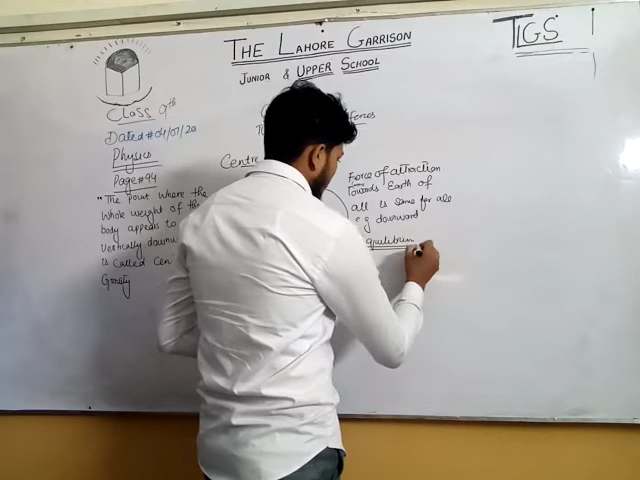 THE LAHORE GARRISON
JUNIOR & UPPER SCHOOL
TLGS
CLASS 9th
Dated # 04/07/20
Physics
Page # 94
"The point where the
whole weight of the
body appears to
vertically
is called Cen
Gravity
Centre
Force of attraction
Towards Earth of
all is same for all
e.g downward